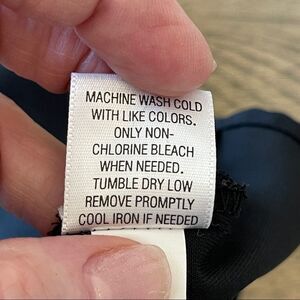 MACHINE WASH COLD
WITH LIKE COLORS.
ONLY NON-
CHLORINE BLEACH
WHEN NEEDED.
TUMBLE DRY LOW
REMOVE PROMPTLY
COOL IRON IF NEEDED